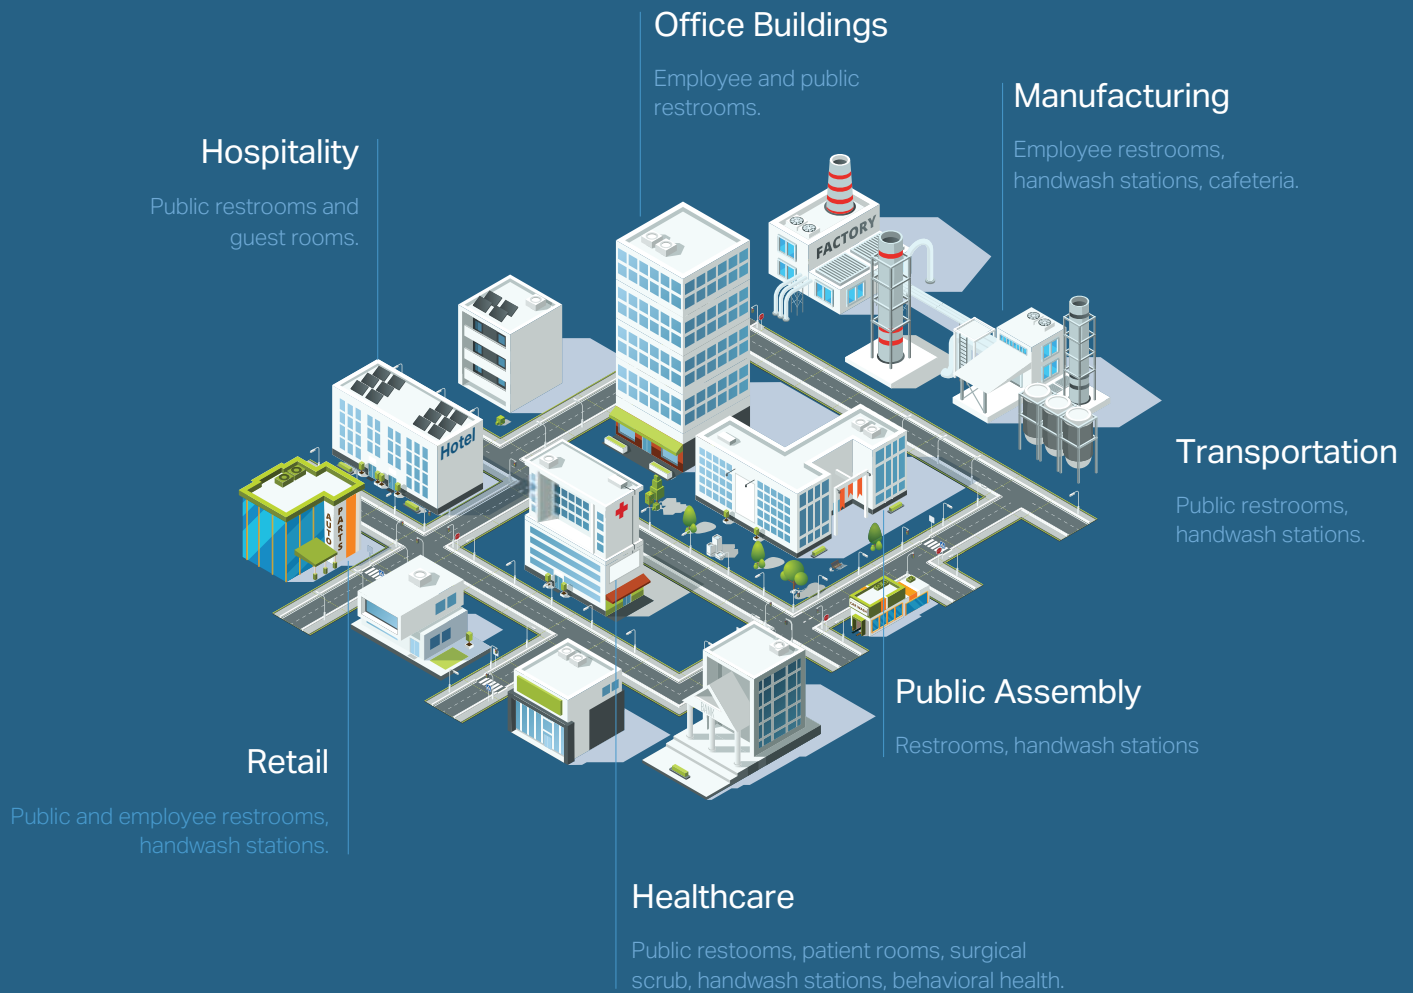 Office Buildings
Employee and public
restrooms.
Manufacturing
Employee restrooms,
handwash stations, cafeteria.
Hospitality
Public restrooms and
guest rooms.
FACTORY
Hotel
AUTO
PARTS
Transportation
Public restrooms,
handwash stations.
CAR WASH
Public Assembly
Restrooms, handwash stations
Retail
Public and employee restrooms,
handwash stations.
Healthcare
Public restooms, patient rooms, surgical
scrub, handwash stations, behavioral health.